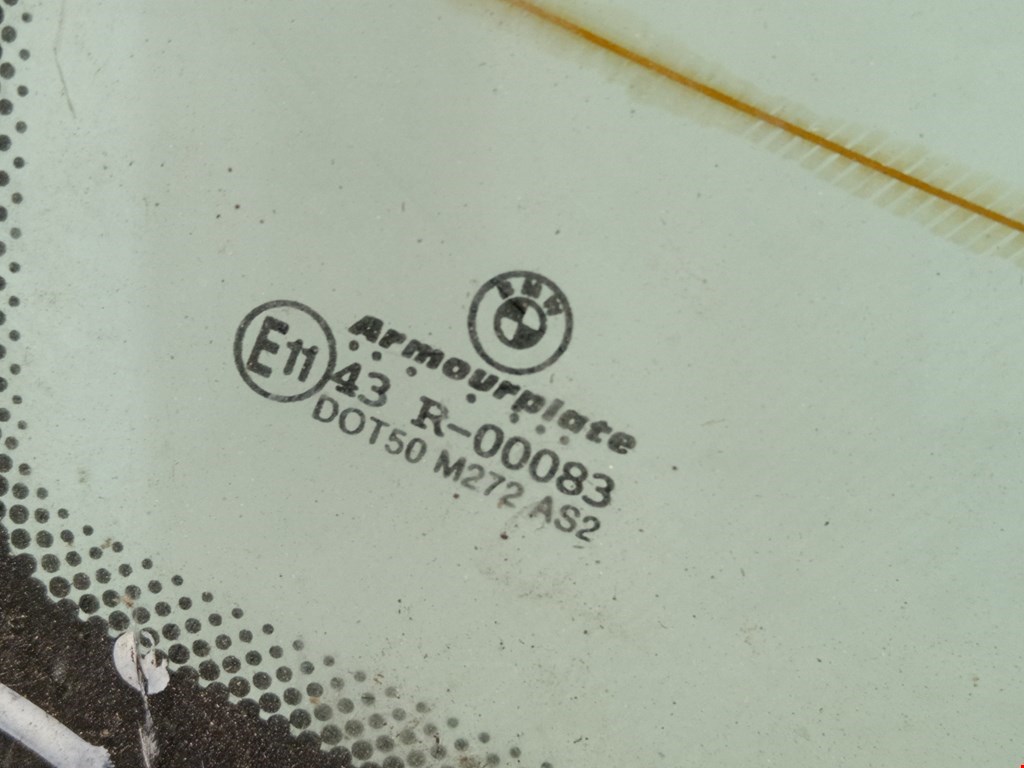 BMW
Armourplate
E11 43 R-00083
DOT50 M272 AS2